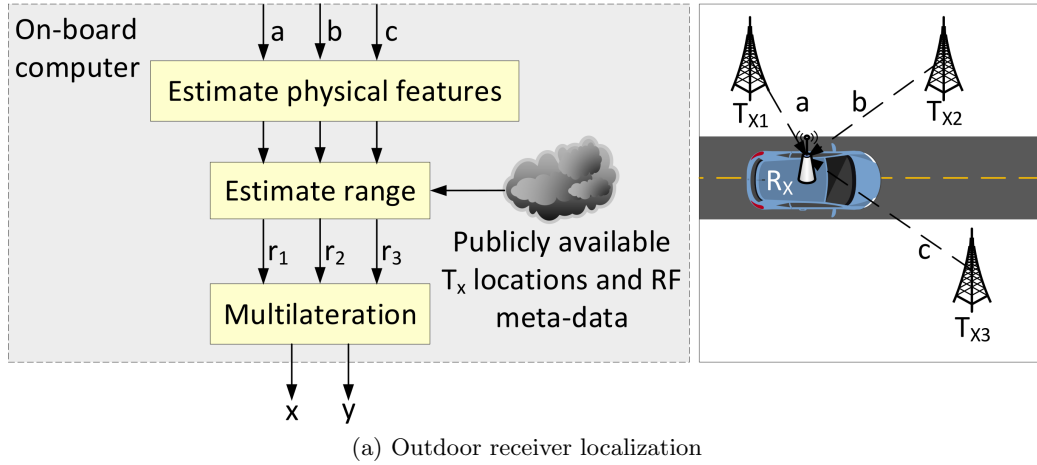 On-board
computer
a
b
c
Estimate physical features
Estimate range
Publicly available
Tx locations and RF
meta-data
r1
r2
r3
Multilateration
x
y
TX1
a
b
TX2
RX
c
TX3
(a) Outdoor receiver localization